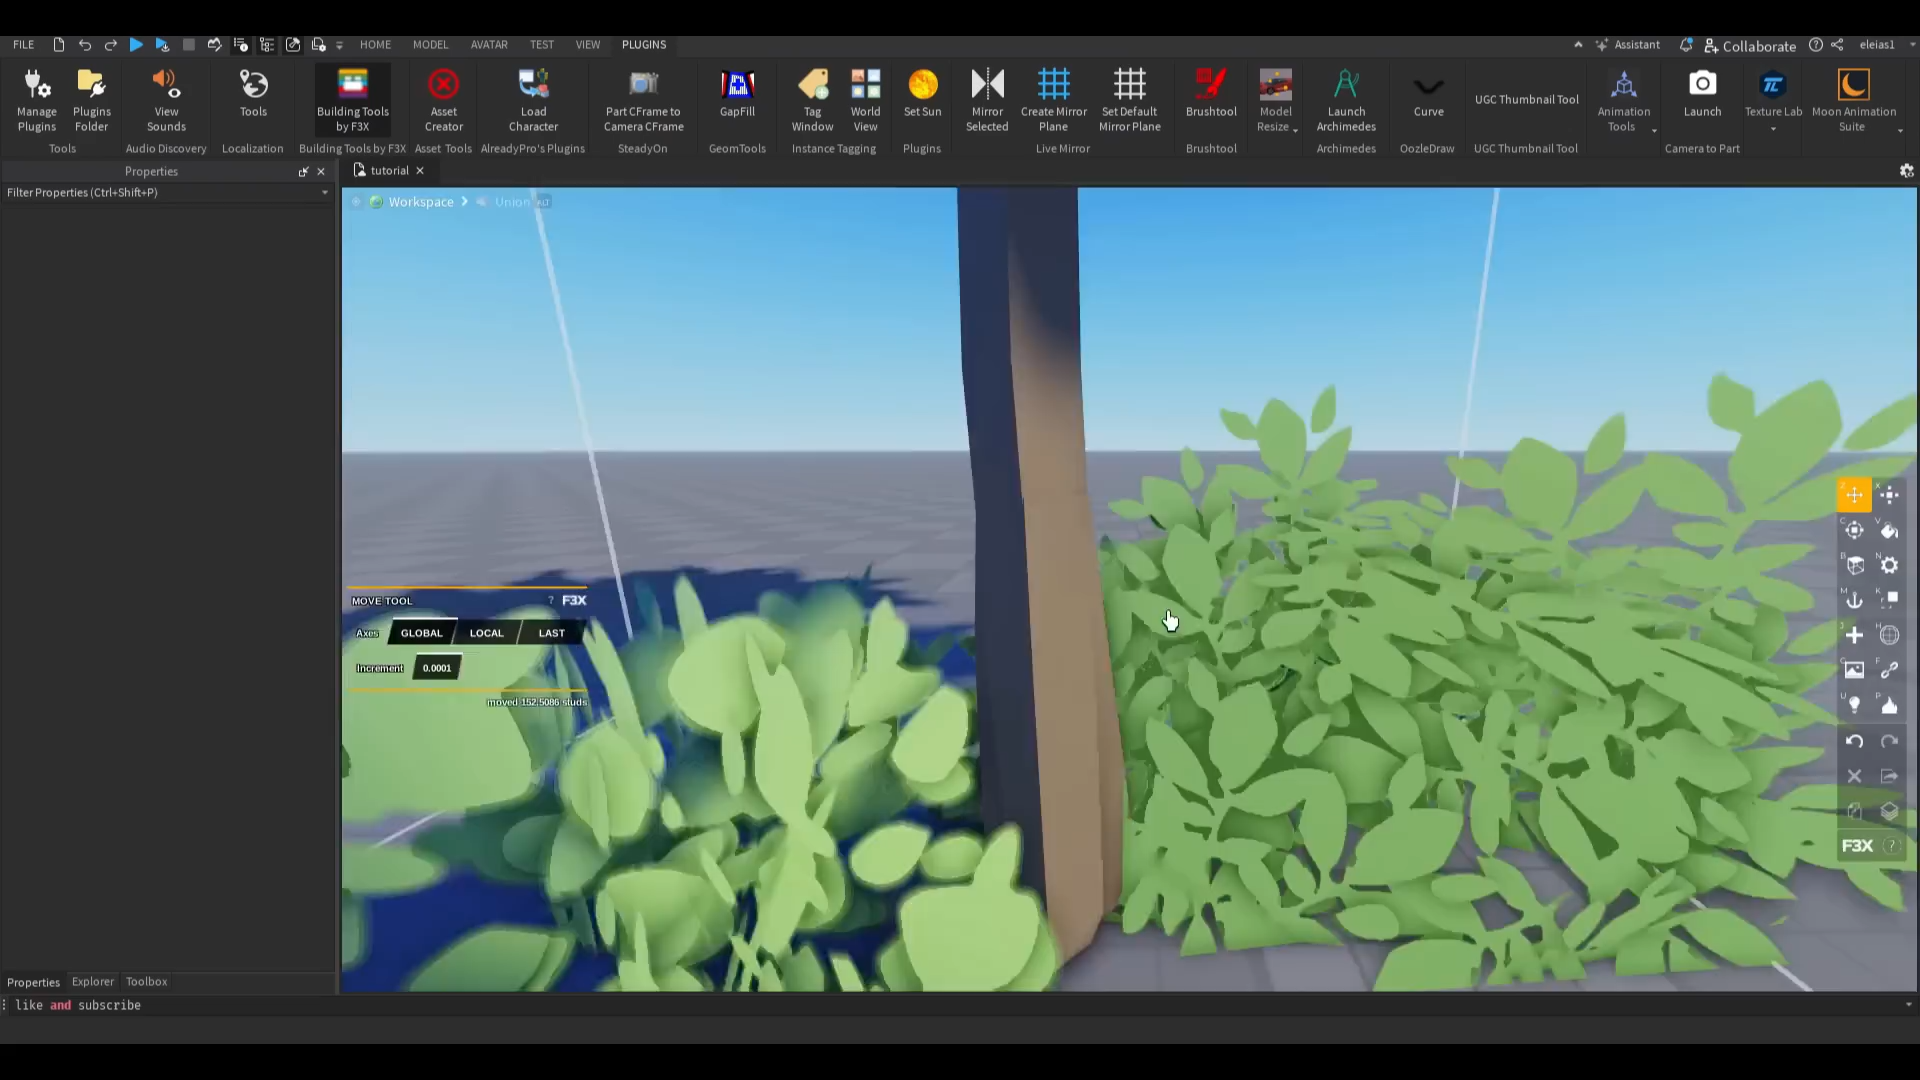 FILE HOME MODEL AVATAR TEST VIEW PLUGINS Assistant Collaborate eleias1
Manage Plugins
Plugins Folder
View Sounds
Tools
Building Tools by F3X
Asset Creator
Load Character
Part CFrame to Camera CFrame
GapFill
Tag Window
World View
Set Sun
Mirror Selected
Create Mirror Plane
Set Default Mirror Plane
Brushtool
Model Resize
Launch Archimedes
Curve
UGC Thumbnail Tool
Animation Tools
Launch
Texture Lab
Moon Animation Suite
Tools Audio Discovery Localization Building Tools by F3X Asset Tools AlreadyPro's Plugins SteadyOn GeomTools Instance Tagging Plugins Live Mirror Brushtool Archimedes OozleDraw UGC Thumbnail Tool Camera to Part
Properties
tutorial
Filter Properties (Ctrl+Shift+P)
Workspace Union ALT
MOVE TOOL ? F3X
Axes GLOBAL LOCAL LAST
Increment 0.0001
moved 152.5086 studs
F3X ?
Properties Explorer Toolbox
like and subscribe